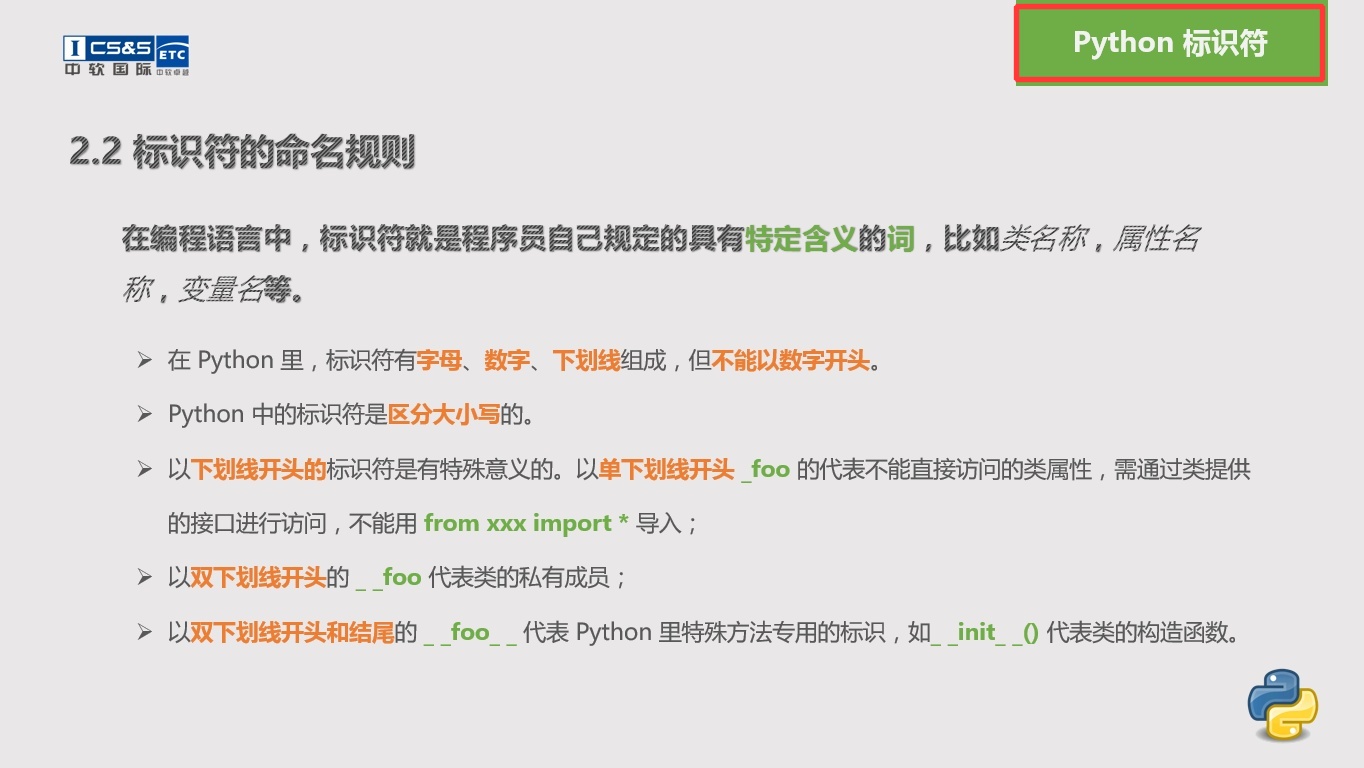 I CS&S ETC
中软国际 中软卓越
Python 标识符
2.2 标识符的命名规则
在编程语言中，标识符就是程序员自己规定的具有特定含义的词，比如类名称，属性名
称，变量名等。
➢ 在 Python 里，标识符有字母、数字、下划线组成，但不能以数字开头。
➢ Python 中的标识符是区分大小写的。
➢ 以下划线开头的标识符是有特殊意义的。以单下划线开头 _foo 的代表不能直接访问的类属性，需通过类提供
的接口进行访问，不能用 from xxx import * 导入；
➢ 以双下划线开头的 _ _foo 代表类的私有成员；
➢ 以双下划线开头和结尾的 _ _foo_ _ 代表 Python 里特殊方法专用的标识，如_ _init_ _() 代表类的构造函数。